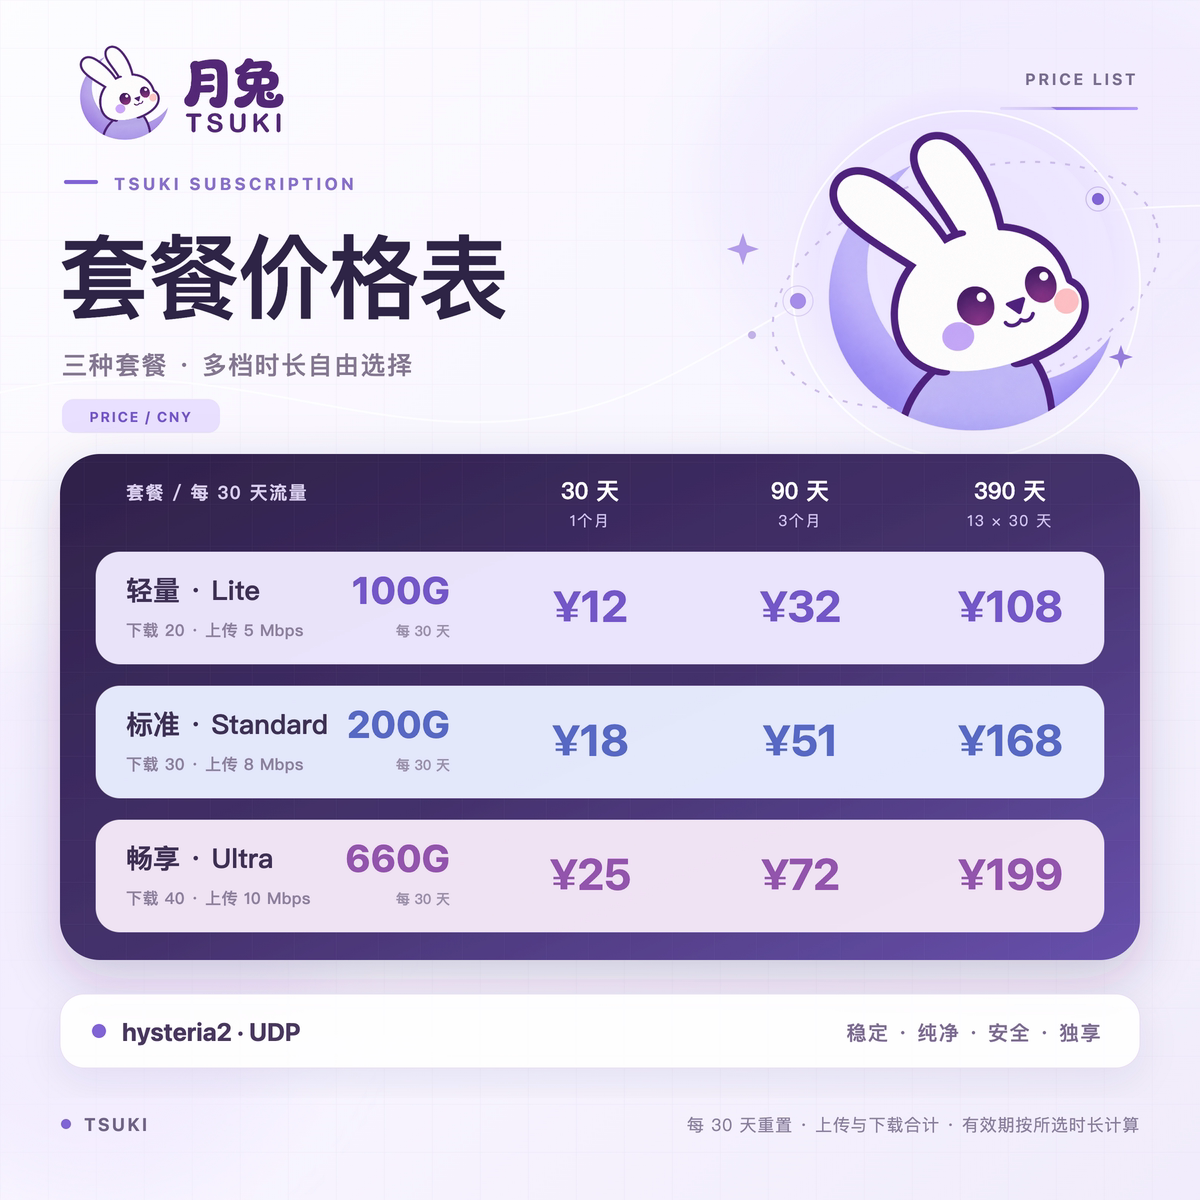 月兔
TSUKI
PRICE LIST
TSUKI SUBSCRIPTION
套餐价格表
三种套餐 · 多档时长自由选择
PRICE / CNY
套餐 / 每 30 天流量 30 天 90 天 390 天
1个月 3个月 13 × 30 天
轻量 · Lite 100G ¥12 ¥32 ¥108
下载 20 · 上传 5 Mbps 每 30 天
标准 · Standard 200G ¥18 ¥51 ¥168
下载 30 · 上传 8 Mbps 每 30 天
畅享 · Ultra 660G ¥25 ¥72 ¥199
下载 40 · 上传 10 Mbps 每 30 天
hysteria2 · UDP 稳定 · 纯净 · 安全 · 独享
TSUKI 每 30 天重置 · 上传与下载合计 · 有效期按所选时长计算